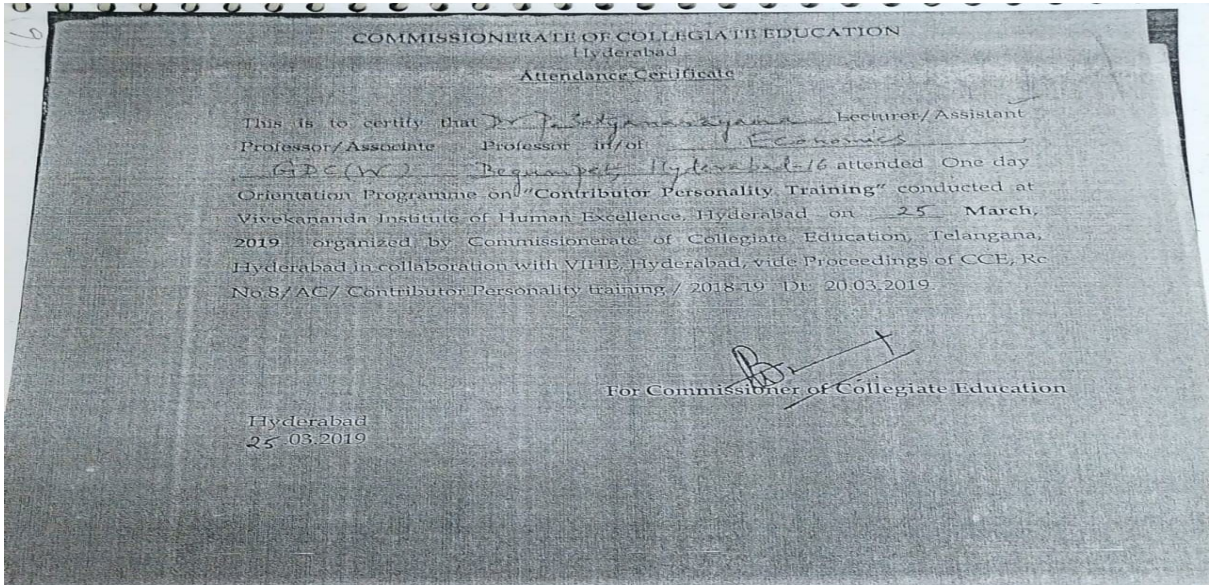 COMMISSIONERATE OF COLLEGIATE EDUCATION
Hyderabad
Attendance Certificate
This is to certify that Dr P. Satyanarayana Lecturer/Assistant
Professor/Associate Professor in/of Economics
GDC(W) Begumpet, Hyderabad-16 attended One day
Orientation Programme on "Contributor Personality Training" conducted at
Vivekananda Institute of Human Excellence, Hyderabad on 25 March,
2019 organized by Commissionerate of Collegiate Education, Telangana,
Hyderabad in collaboration with VIHE, Hyderabad, vide Proceedings of CCE, Rc
No.8/AC/ Contributor Personality training / 2018-19 Dt: 20.03.2019.
For Commissioner of Collegiate Education
Hyderabad
25.03.2019